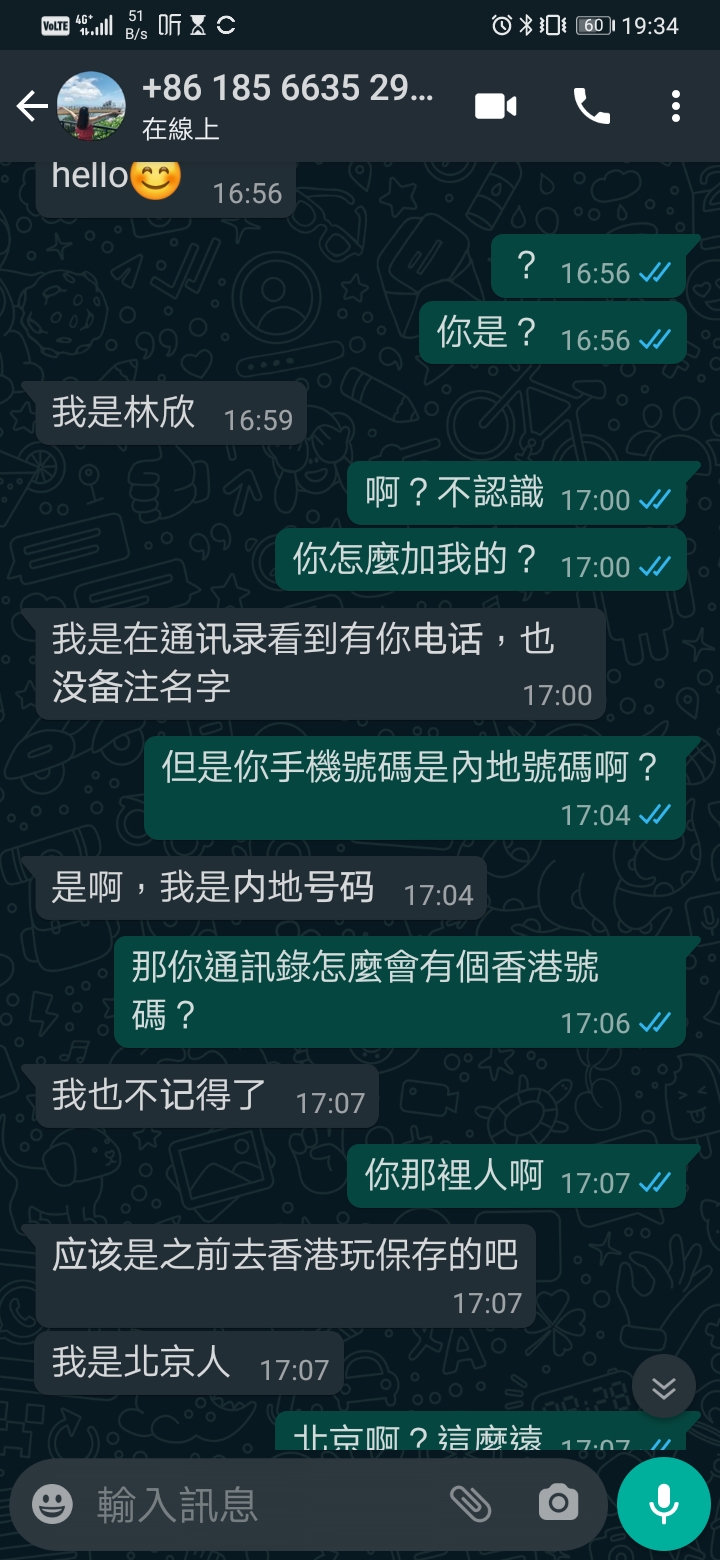 VoLTE 4G+ 51 B/s 听 60 19:34
+86 185 6635 29…
在線上
hello😊 16:56
? 16:56
你是? 16:56
我是林欣 16:59
啊?不認識 17:00
你怎麼加我的? 17:00
我是在通讯录看到有你电话,也
没备注名字 17:00
但是你手機號碼是內地號碼啊?
17:04
是啊,我是内地号码 17:04
那你通訊錄怎麼會有個香港號
碼? 17:06
我也不记得了 17:07
你那裡人啊 17:07
应该是之前去香港玩保存的吧
17:07
我是北京人 17:07
北京啊?這麼遠 17:07
輸入訊息